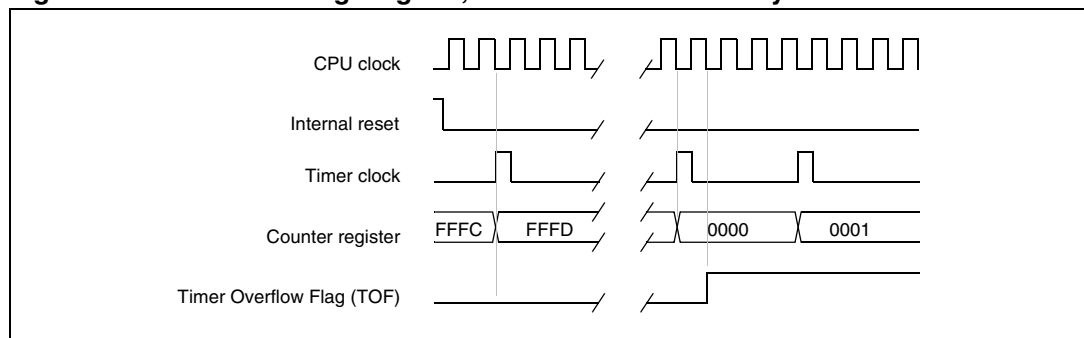 CPU clock
Internal reset
Timer clock
Counter register
FFFC FFFD 0000 0001
Timer Overflow Flag (TOF)